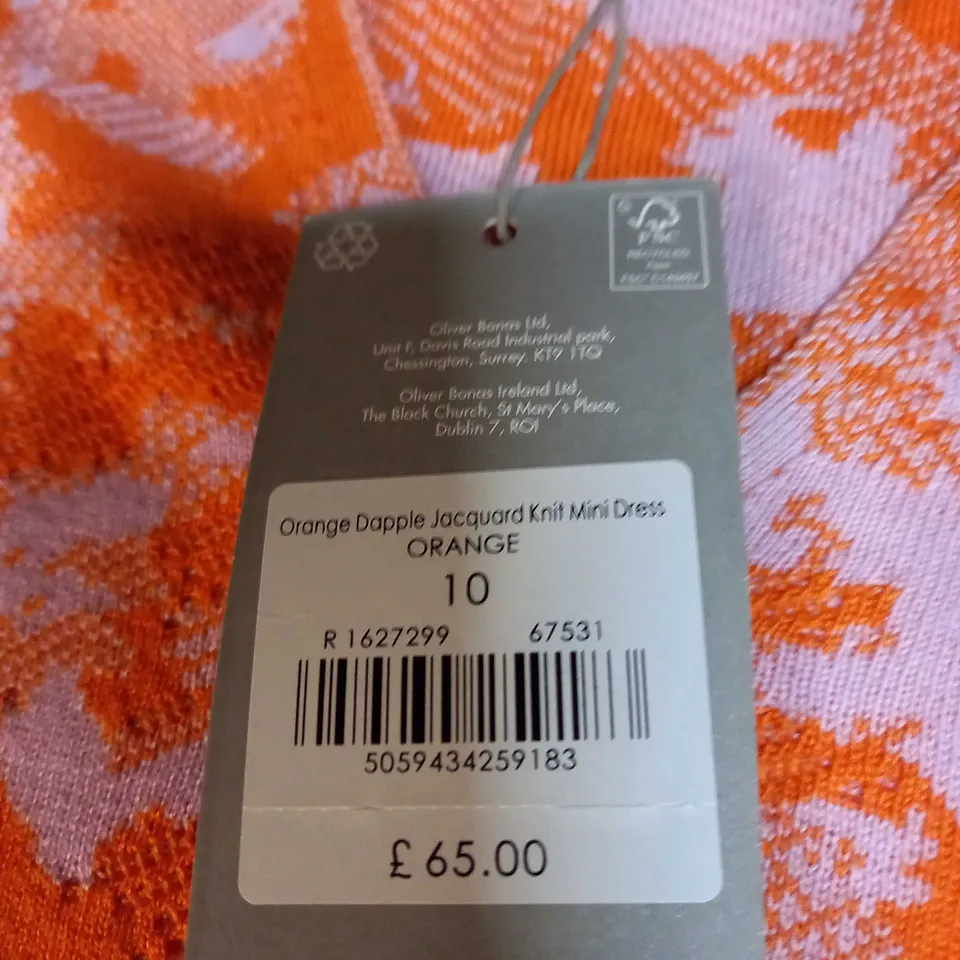 FSC
RECYCLED
Oliver Bonas Ltd,
Unit F, Davis Road Industrial park,
Chessington, Surrey. KT9 1TQ
Oliver Bonas Ireland Ltd,
The Black Church, St Mary's Place,
Dublin 7, ROI
Orange Dapple Jacquard Knit Mini Dress
ORANGE
10
R 1627299 67531
5059434259183
£ 65.00